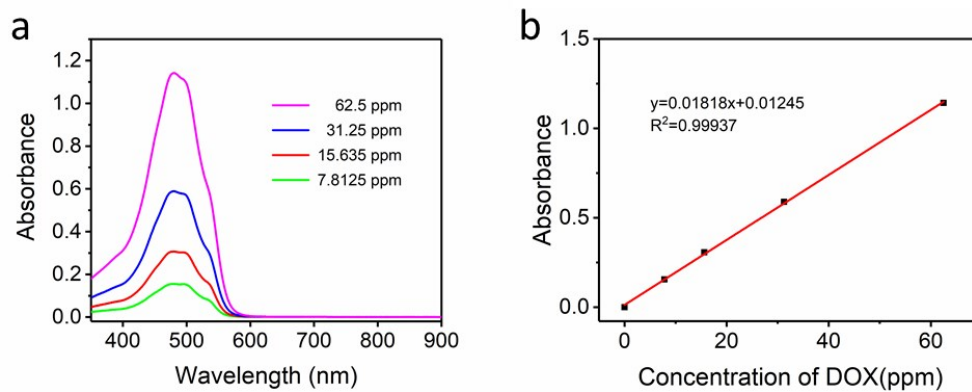 a
Absorbance
1.2
1.0
0.8
0.6
0.4
0.2
0.0
62.5 ppm
31.25 ppm
15.635 ppm
7.8125 ppm
400 500 600 700 800 900
Wavelength (nm)
b
Absorbance
1.5
1.0
0.5
0.0
y=0.01818x+0.01245
R²=0.99937
0 20 40 60
Concentration of DOX(ppm)